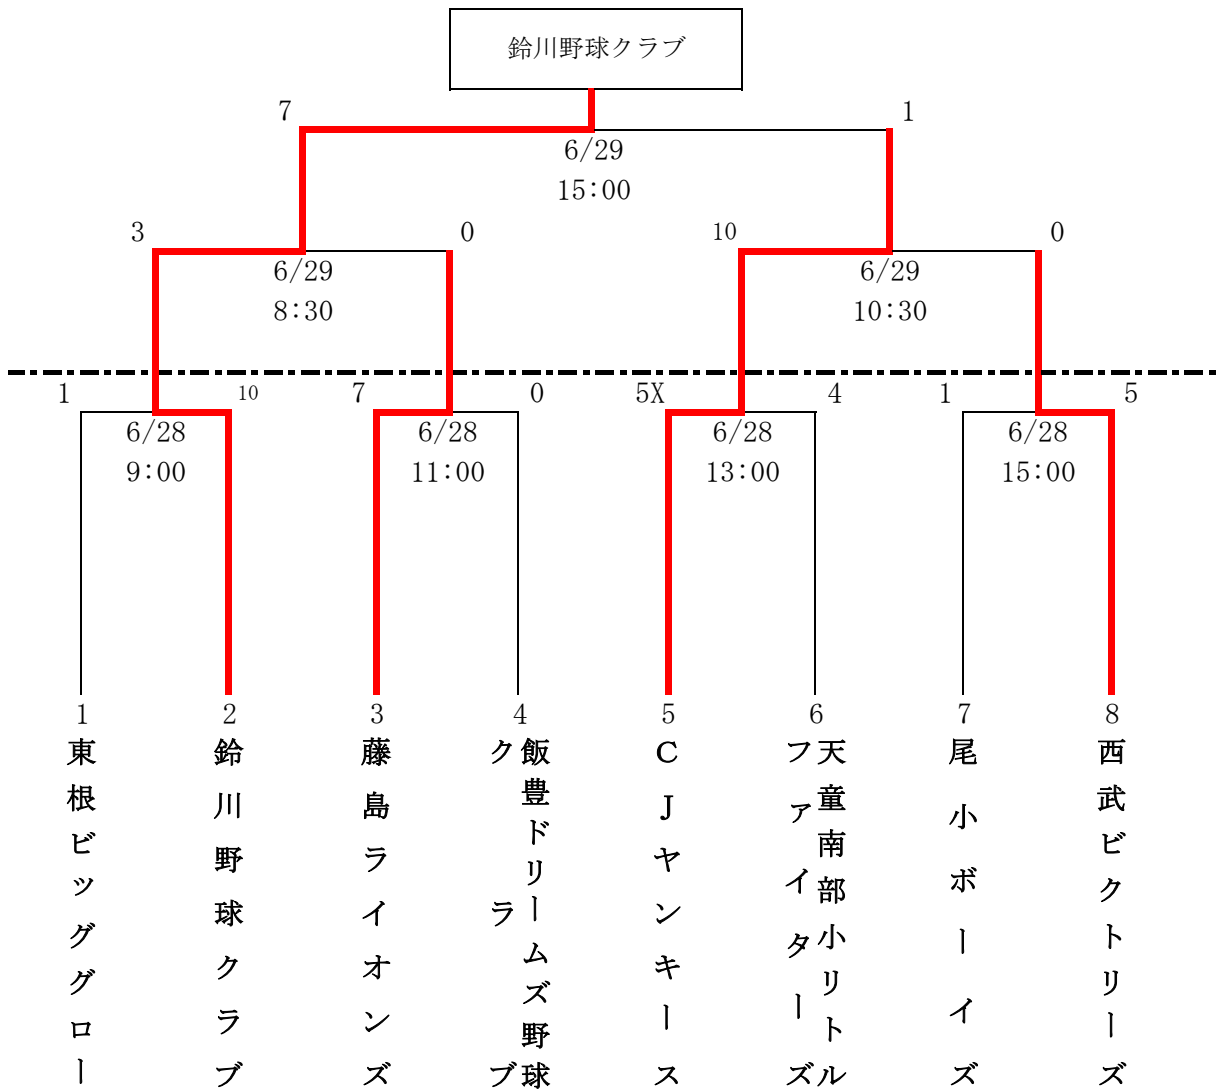 鈴川野球クラブ
7
1
6/29
15:00
3
0
10
0
6/29
8:30
6/29
10:30
1
10
7
0
5X
4
1
5
6/28
9:00
6/28
11:00
6/28
13:00
6/28
15:00
1
2
3
4
5
6
7
8
東根ビッググロー
鈴川野球クラブ
藤島ライオンズ
飯豊ドリームズ野球
クラブ
CJヤンキース
天童南部小リトル
ファイターズ
尾小ボーイズ
西武ビクトリーズ